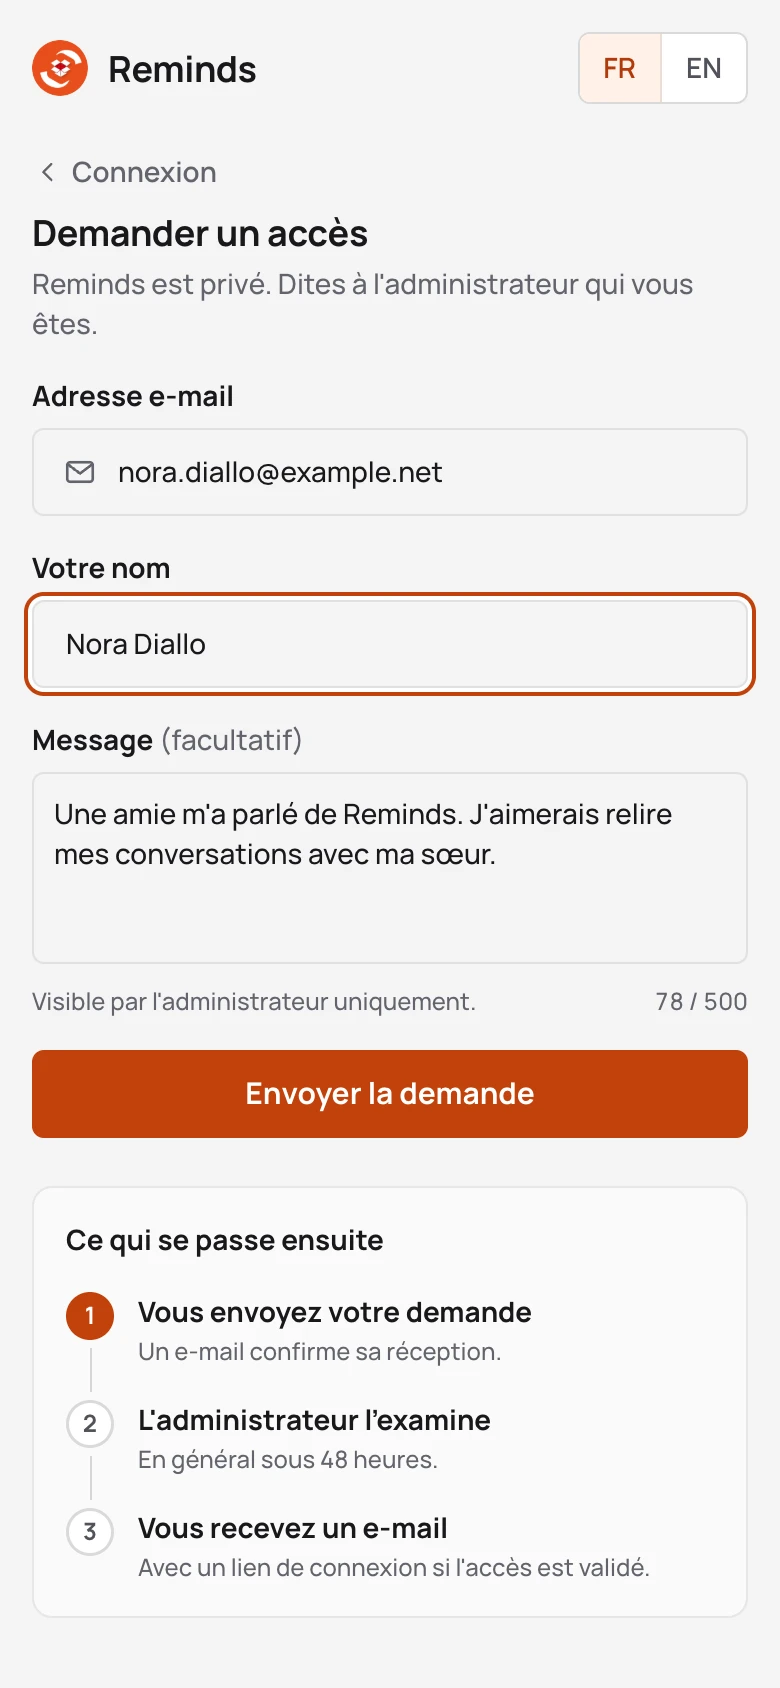 Reminds
FR
EN
Connexion
Demander un accès
Reminds est privé. Dites à l'administrateur qui vous
êtes.
Adresse e-mail
nora.diallo@example.net
Votre nom
Nora Diallo
Message (facultatif)
Une amie m'a parlé de Reminds. J'aimerais relire
mes conversations avec ma sœur.
Visible par l'administrateur uniquement.
78 / 500
Envoyer la demande
Ce qui se passe ensuite
1
Vous envoyez votre demande
Un e-mail confirme sa réception.
2
L'administrateur l’examine
En général sous 48 heures.
3
Vous recevez un e-mail
Avec un lien de connexion si l'accès est validé.